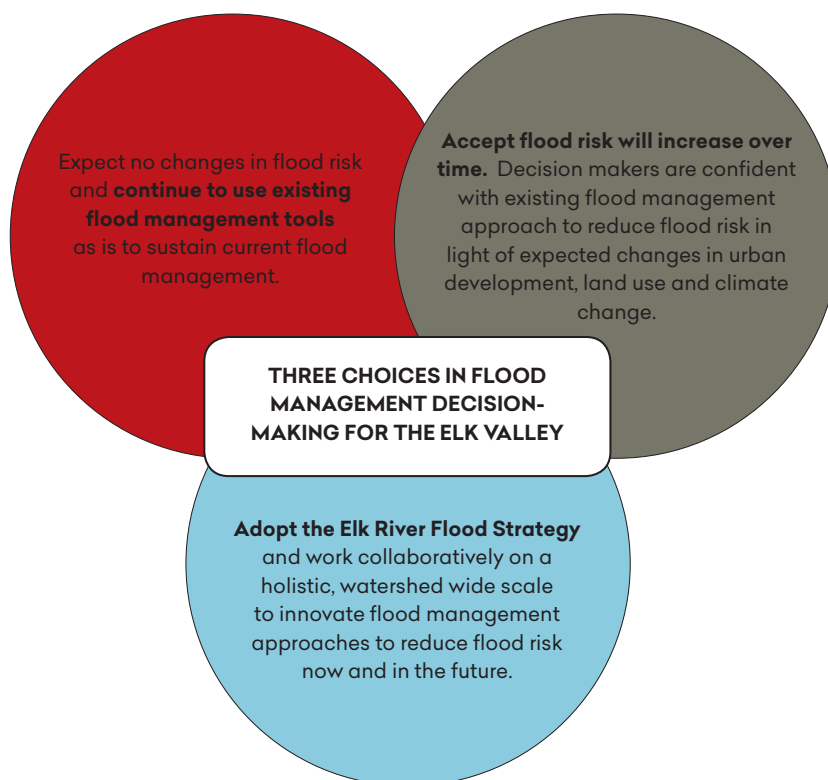 Expect no changes in flood risk
and continue to use existing
flood management tools
as is to sustain current flood
management.
Accept flood risk will increase over
time. Decision makers are confident
with existing flood management
approach to reduce flood risk in
light of expected changes in urban
development, land use and climate
change.
THREE CHOICES IN FLOOD
MANAGEMENT DECISION-
MAKING FOR THE ELK VALLEY
Adopt the Elk River Flood Strategy
and work collaboratively on a
holistic, watershed wide scale
to innovate flood management
approaches to reduce flood risk
now and in the future.